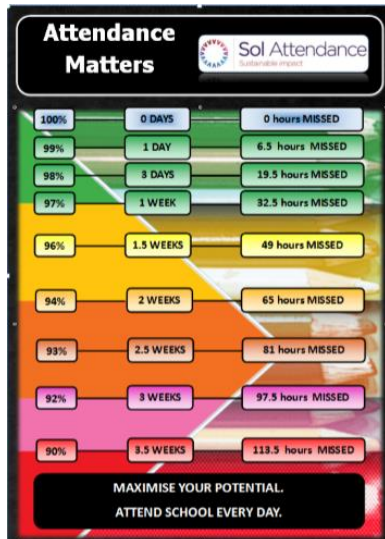 Attendance
Matters
Sol Attendance
Sustainable impact
100% 0 DAYS 0 hours MISSED
99% 1 DAY 6.5 hours MISSED
98% 3 DAYS 19.5 hours MISSED
97% 1 WEEK 32.5 hours MISSED
96% 1.5 WEEKS 49 hours MISSED
94% 2 WEEKS 65 hours MISSED
93% 2.5 WEEKS 81 hours MISSED
92% 3 WEEKS 97.5 hours MISSED
90% 3.5 WEEKS 113.5 hours MISSED
MAXIMISE YOUR POTENTIAL.
ATTEND SCHOOL EVERY DAY.